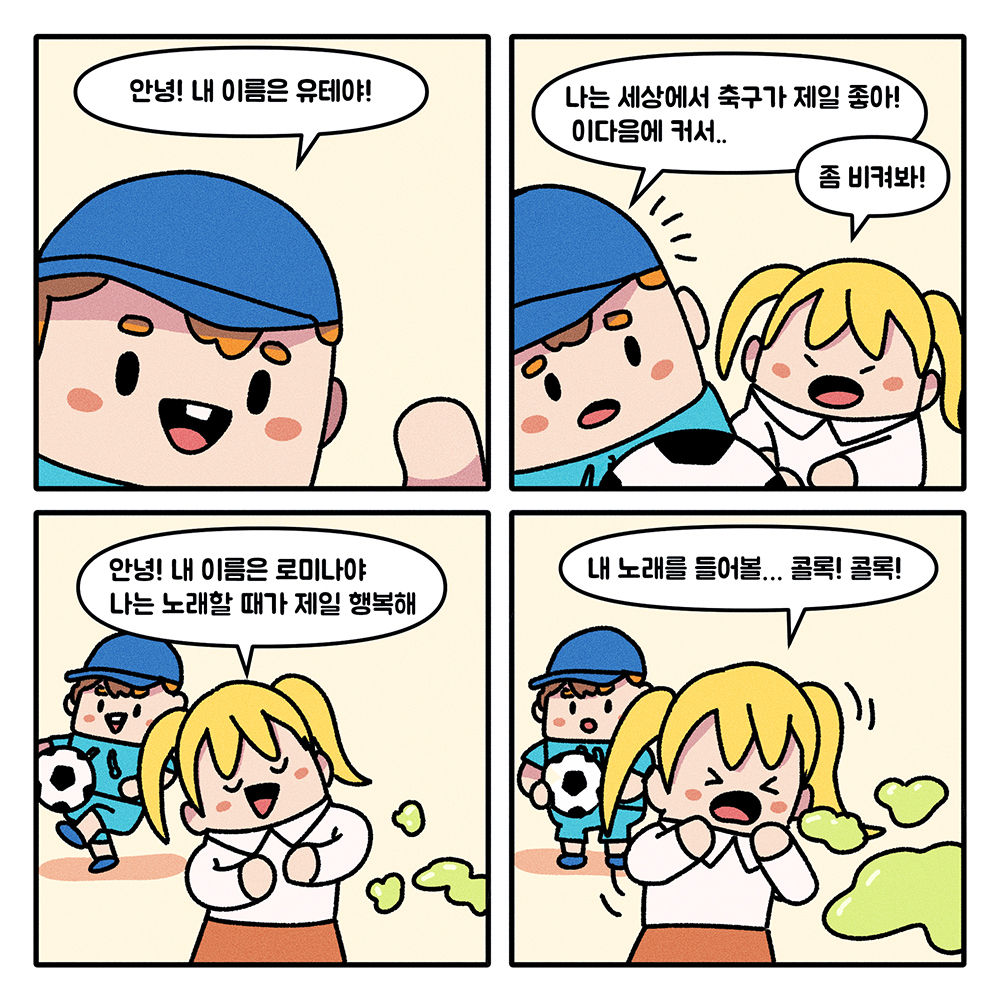 안녕! 내 이름은 유테야!
나는 세상에서 축구가 제일 좋아!
이다음에 커서..
좀 비켜봐!
안녕! 내 이름은 로미나야
나는 노래할 때가 제일 행복해
내 노래를 들어볼... 콜록! 콜록!